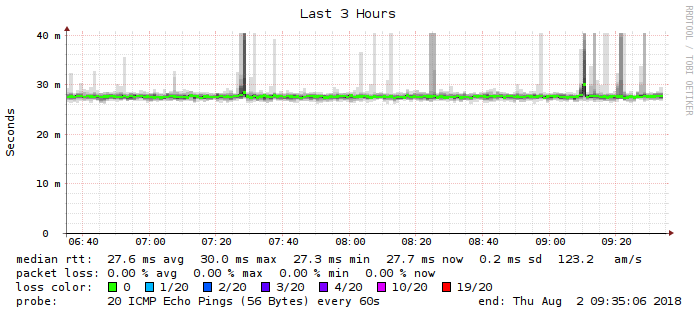 Last 3 Hours
RRDTOOL / TOBI OETIKER
Seconds
40 m
30 m
20 m
10 m
0
06:40 07:00 07:20 07:40 08:00 08:20 08:40 09:00 09:20
median rtt: 27.6 ms avg 30.0 ms max 27.3 ms min 27.7 ms now 0.2 ms sd 123.2 am/s
packet loss: 0.00 % avg 0.00 % max 0.00 % min 0.00 % now
loss color: 0 1/20 2/20 3/20 4/20 10/20 19/20
probe: 20 ICMP Echo Pings (56 Bytes) every 60s end: Thu Aug 2 09:35:06 2018